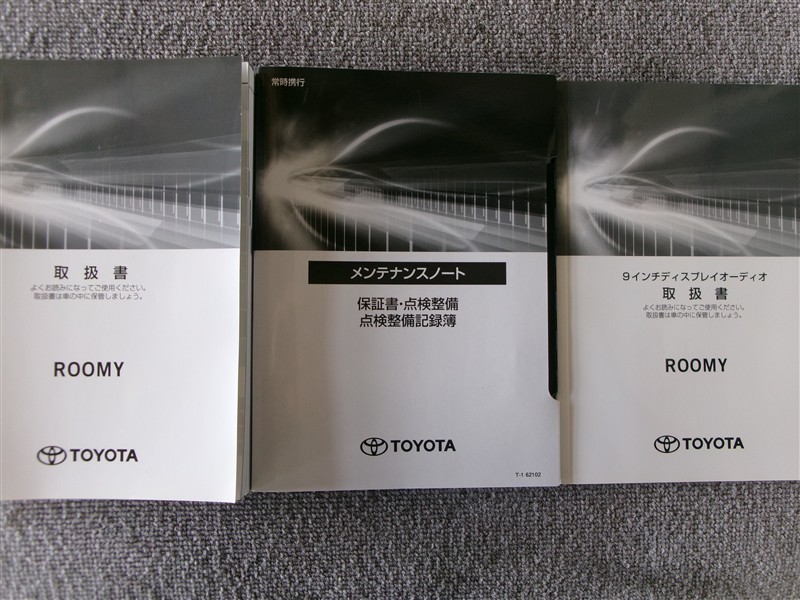 取扱書
よくお読みになってご使用ください。
取扱書は車の中に保管しましょう。
ROOMY
TOYOTA
常時携行
メンテナンスノート
保証書・点検整備
点検整備記録簿
TOYOTA
T-1 62102
9インチディスプレイオーディオ
取扱書
よくお読みになってご使用ください。
取扱書は車の中に保管しましょう。
ROOMY
TOYOTA